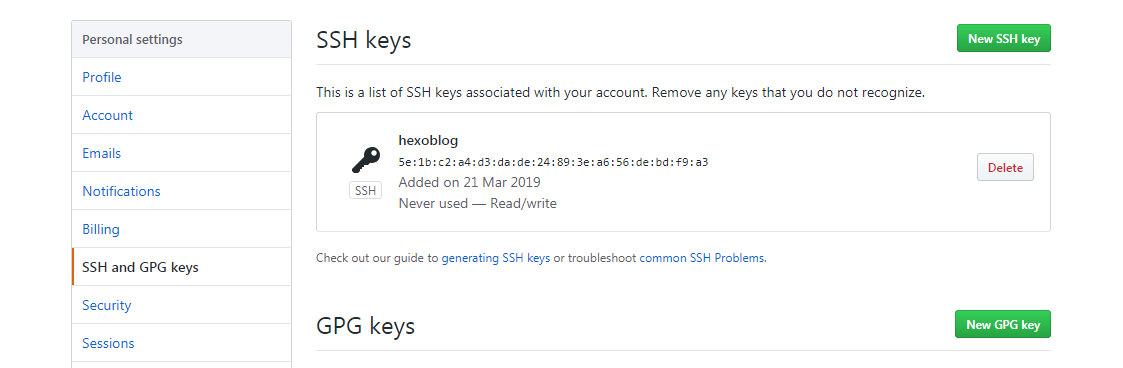 Personal settings
Profile
Account
Emails
Notifications
Billing
SSH and GPG keys
Security
Sessions
SSH keys
New SSH key
This is a list of SSH keys associated with your account. Remove any keys that you do not recognize.
hexoblog
5e:1b:c2:a4:d3:da:de:24:89:3e:a6:56:de:bd:f9:a3
SSH
Added on 21 Mar 2019
Never used — Read/write
Delete
Check out our guide to generating SSH keys or troubleshoot common SSH Problems.
GPG keys
New GPG key